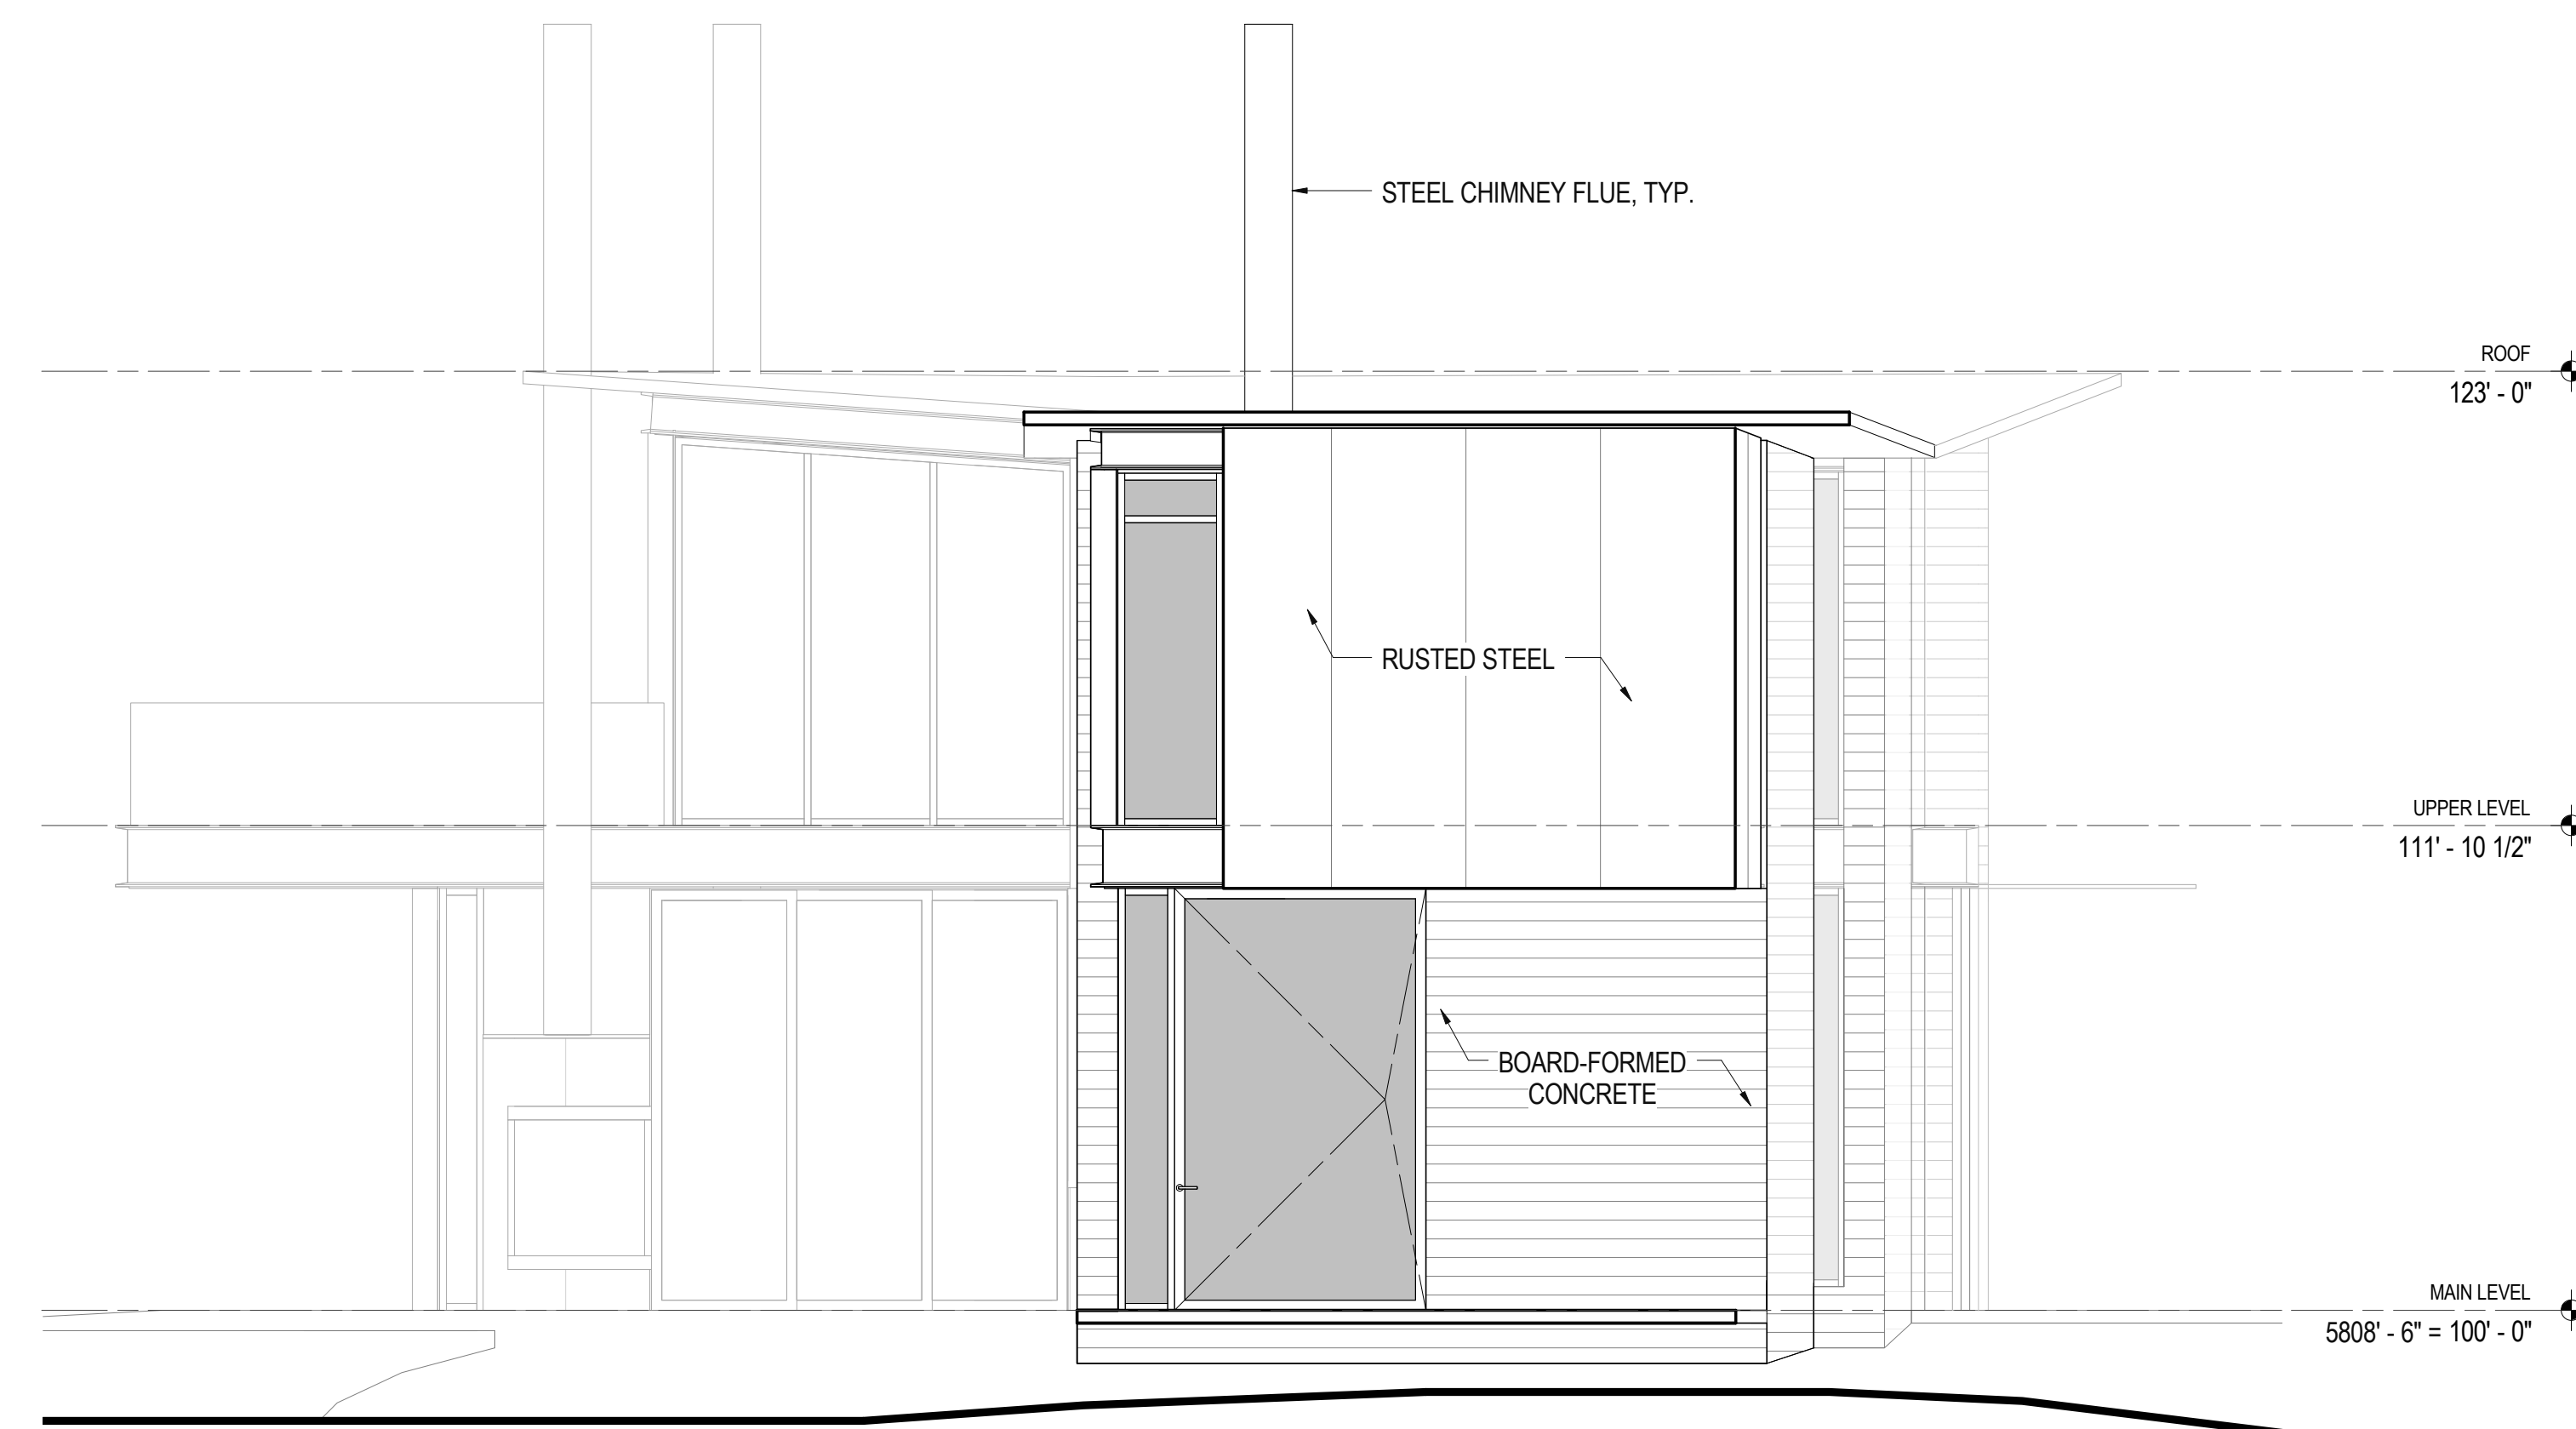 STEEL CHIMNEY FLUE, TYP.
ROOF
123' - 0"
RUSTED STEEL
UPPER LEVEL
111' - 10 1/2"
BOARD-FORMED
CONCRETE
MAIN LEVEL
5808' - 6" = 100' - 0"